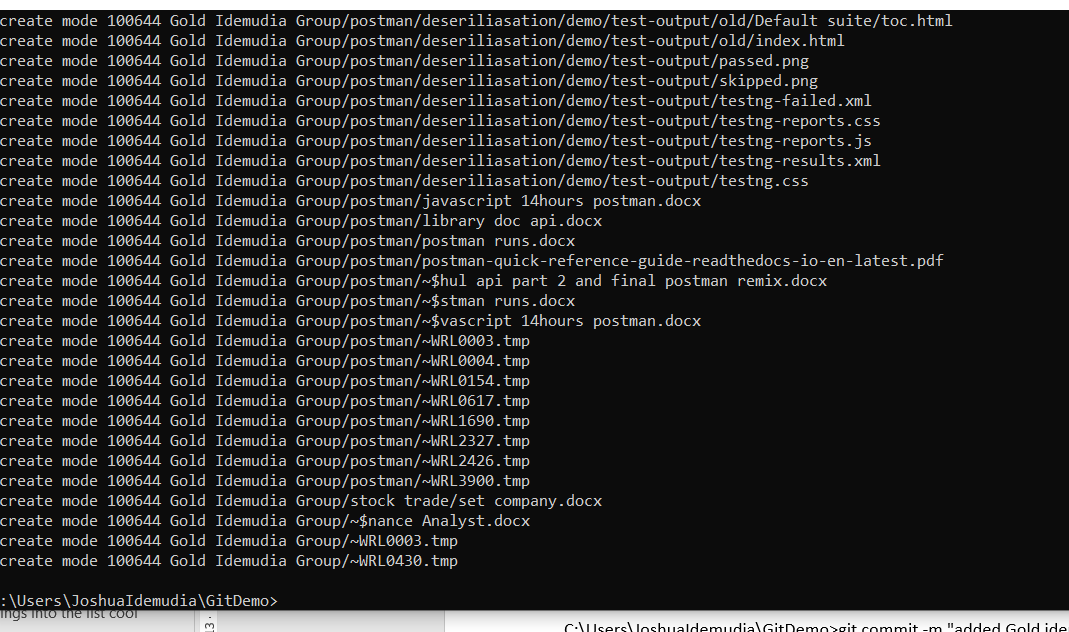 create mode 100644 Gold Idemudia Group/postman/deseriliasation/demo/test-output/old/Default suite/toc.html
create mode 100644 Gold Idemudia Group/postman/deseriliasation/demo/test-output/old/index.html
create mode 100644 Gold Idemudia Group/postman/deseriliasation/demo/test-output/passed.png
create mode 100644 Gold Idemudia Group/postman/deseriliasation/demo/test-output/skipped.png
create mode 100644 Gold Idemudia Group/postman/deseriliasation/demo/test-output/testng-failed.xml
create mode 100644 Gold Idemudia Group/postman/deseriliasation/demo/test-output/testng-reports.css
create mode 100644 Gold Idemudia Group/postman/deseriliasation/demo/test-output/testng-reports.js
create mode 100644 Gold Idemudia Group/postman/deseriliasation/demo/test-output/testng-results.xml
create mode 100644 Gold Idemudia Group/postman/deseriliasation/demo/test-output/testng.css
create mode 100644 Gold Idemudia Group/postman/javascript 14hours postman.docx
create mode 100644 Gold Idemudia Group/postman/library doc api.docx
create mode 100644 Gold Idemudia Group/postman/postman runs.docx
create mode 100644 Gold Idemudia Group/postman/postman-quick-reference-guide-readthedocs-io-en-latest.pdf
create mode 100644 Gold Idemudia Group/postman/~$hul api part 2 and final postman remix.docx
create mode 100644 Gold Idemudia Group/postman/~$stman runs.docx
create mode 100644 Gold Idemudia Group/postman/~$vascript 14hours postman.docx
create mode 100644 Gold Idemudia Group/postman/~WRL0003.tmp
create mode 100644 Gold Idemudia Group/postman/~WRL0004.tmp
create mode 100644 Gold Idemudia Group/postman/~WRL0154.tmp
create mode 100644 Gold Idemudia Group/postman/~WRL0617.tmp
create mode 100644 Gold Idemudia Group/postman/~WRL1690.tmp
create mode 100644 Gold Idemudia Group/postman/~WRL2327.tmp
create mode 100644 Gold Idemudia Group/postman/~WRL2426.tmp
create mode 100644 Gold Idemudia Group/postman/~WRL3900.tmp
create mode 100644 Gold Idemudia Group/stock trade/set company.docx
create mode 100644 Gold Idemudia Group/~$nance Analyst.docx
create mode 100644 Gold Idemudia Group/~WRL0003.tmp
create mode 100644 Gold Idemudia Group/~WRL0430.tmp
:\Users\JoshuaIdemudia\GitDemo>
ngs into the list cool
13
C:\Users\JoshuaIdemudia\GitDemo>git commit -m "added Gold ide